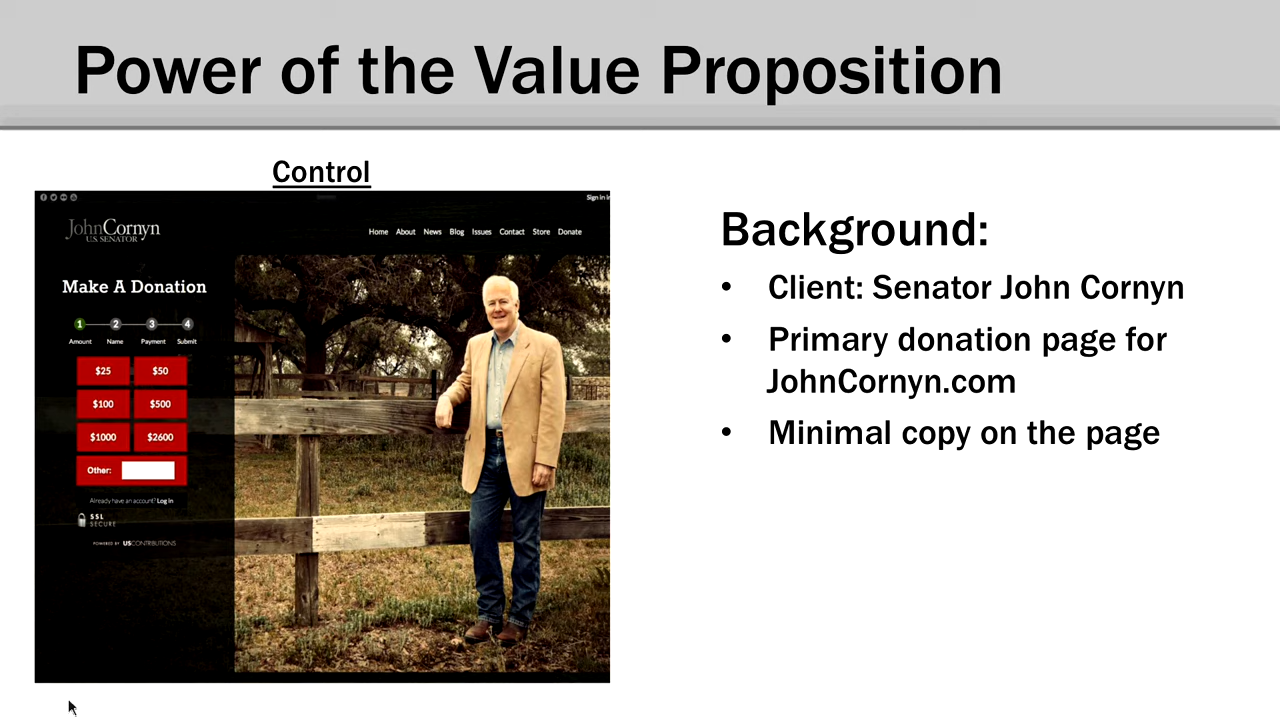 Power of the Value Proposition
Control
Sign in
JohnCornyn
U.S. SENATOR
Home About News Blog Issues Contact Store Donate
Make A Donation
1 2 3 4
Amount Name Payment Submit
$25 $50
$100 $500
$1000 $2600
Other:
Already have an account? Log In
SSL
SECURE
POWERED BY USCONTRIBUTIONS
Background:
• Client: Senator John Cornyn
• Primary donation page for
JohnCornyn.com
• Minimal copy on the page